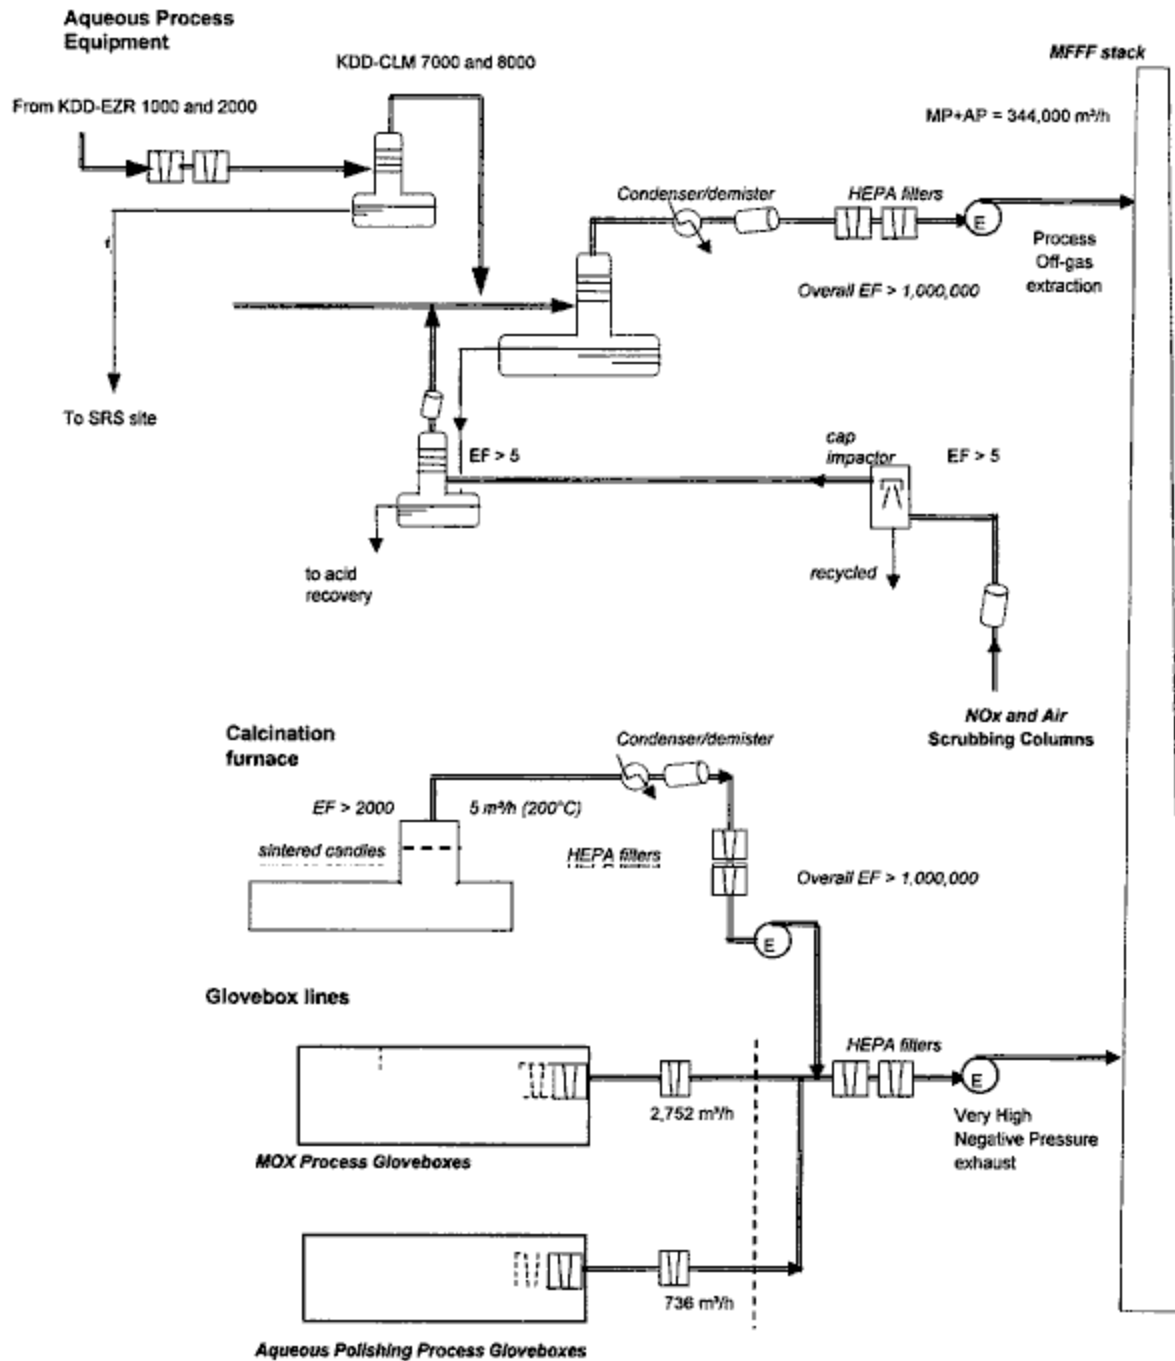 Aqueous Process
Equipment
KDD-CLM 7000 and 8000
From KDD-EZR 1000 and 2000
MFFF stack
MP+AP = 344,000 m³/h
Condenser/demister
HEPA filters
E
Process
Off-gas
extraction
Overall EF > 1,000,000
To SRS site
EF > 5
cap
impactor
EF > 5
to acid
recovery
recycled
NOx and Air
Scrubbing Columns
Calcination
furnace
Condenser/demister
EF > 2000
5 m³/h (200°C)
sintered candles
HEPA filters
Overall EF > 1,000,000
E
Glovebox lines
HEPA filters
E
2,752 m³/h
Very High
Negative Pressure
exhaust
MOX Process Gloveboxes
736 m³/h
Aqueous Polishing Process Gloveboxes